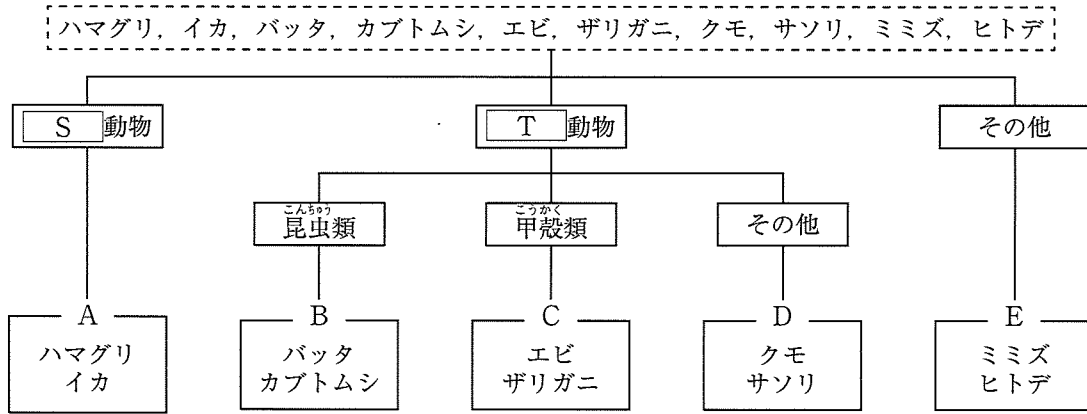 ハマグリ，イカ，バッタ，カブトムシ，エビ，ザリガニ，クモ，サソリ，ミミズ，ヒトデ
S 動物
T 動物
その他
こんちゅう
昆虫類
こうかく
甲殻類
その他
A
ハマグリ
イカ
B
バッタ
カブトムシ
C
エビ
ザリガニ
D
クモ
サソリ
E
ミミズ
ヒトデ